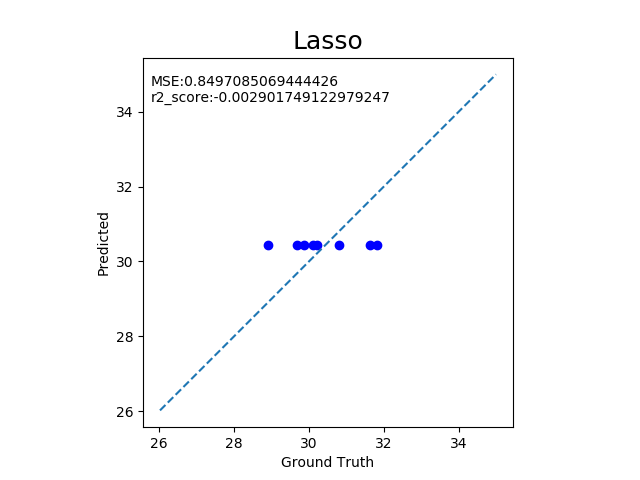 Lasso
MSE:0.8497085069444426
r2_score:-0.002901749122979247
34
32
30
28
26
Predicted
26 28 30 32 34
Ground Truth